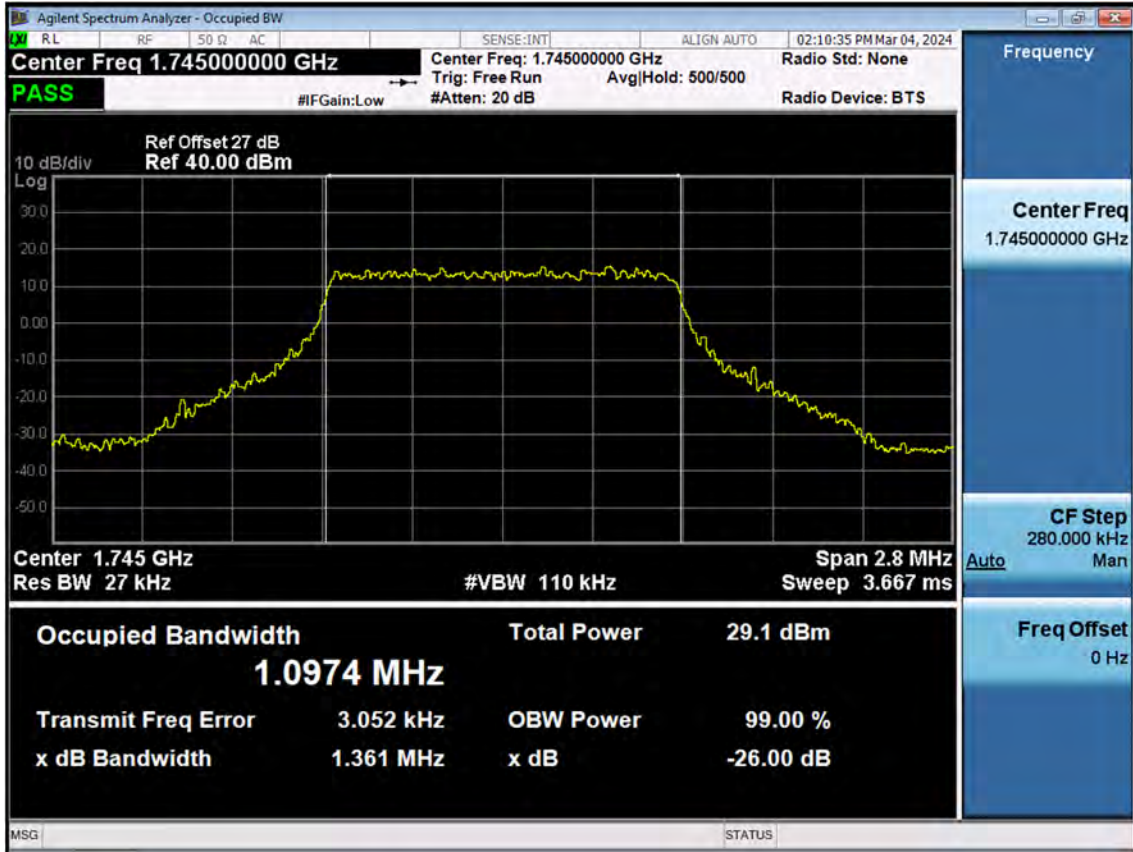 Agilent Spectrum Analyzer - Occupied BW
LXI RL RF 50 Ω AC SENSE:INT ALIGN AUTO 02:10:35 PM Mar 04, 2024
Center Freq 1.745000000 GHz
PASS
#IFGain:Low
Center Freq: 1.745000000 GHz
Trig: Free Run Avg|Hold: 500/500
#Atten: 20 dB
Radio Std: None
Radio Device: BTS
Ref Offset 27 dB
10 dB/div Ref 40.00 dBm
Log
30.0
20.0
10.0
0.00
-10.0
-20.0
-30.0
-40.0
-50.0
Center 1.745 GHz Span 2.8 MHz
Res BW 27 kHz #VBW 110 kHz Sweep 3.667 ms
Occupied Bandwidth Total Power 29.1 dBm
1.0974 MHz
Transmit Freq Error 3.052 kHz OBW Power 99.00 %
x dB Bandwidth 1.361 MHz x dB -26.00 dB
MSG STATUS
Frequency
Center Freq
1.745000000 GHz
CF Step
280.000 kHz
Auto Man
Freq Offset
0 Hz